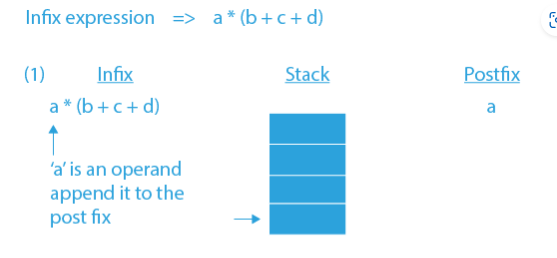 Infix expression => a * (b + c + d)
(1) Infix Stack Postfix
a * (b + c + d) a
‘a’ is an operand
append it to the
post fix